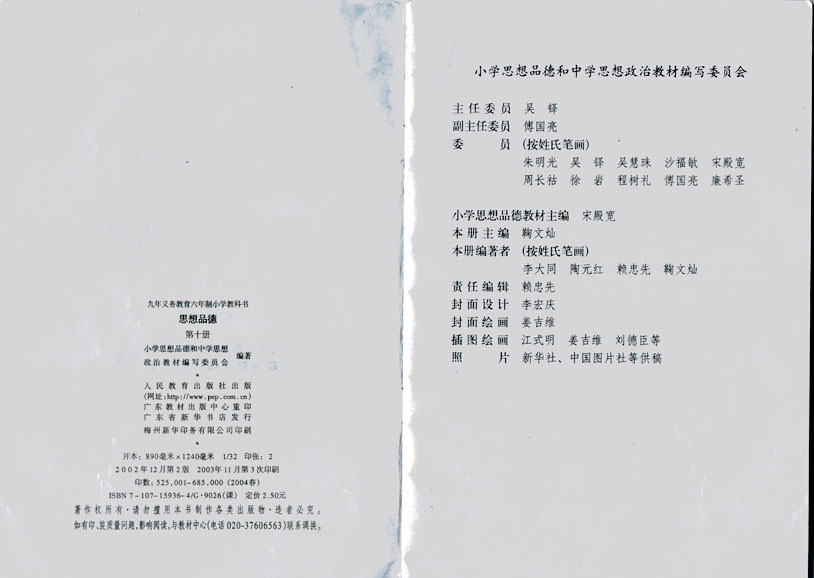 九年义务教育六年制小学教科书
思想品德
第十册
小学思想品德和中学思想
政治教材编写委员会 编著
*
人民教育出版社出版
(网址:http://www.pep.com.cn)
广东教材出版中心重印
广东省新华书店发行
梅州新华印务有限公司印刷
*
开本:890毫米×1240毫米 1/32 印张:2
2002年12月第2版 2003年11月第3次印刷
印数:525,001-685,000(2004春)
ISBN 7-107-15936-4/G·9026(课) 定价 2.50元
著作权所有·请勿擅用本书制作各类出版物·违者必究。
如有印、装质量问题,影响阅读,与教材中心(电话 020-37606563)联系调换。
小学思想品德和中学思想政治教材编写委员会
主任委员 吴 铎
副主任委员 傅国亮
委 员 (按姓氏笔画)
朱明光 吴 铎 吴慧珠 沙福敏 宋殿宽
周长祜 徐 岩 程树礼 傅国亮 廉希圣
小学思想品德教材主编 宋殿宽
本册主编 鞠文灿
本册编著者 (按姓氏笔画)
李大同 陶元红 赖忠先 鞠文灿
责任编辑 赖忠先
封面设计 李宏庆
封面绘画 姜吉维
插图绘画 江式明 姜吉维 刘德臣等
照 片 新华社、中国图片社等供稿